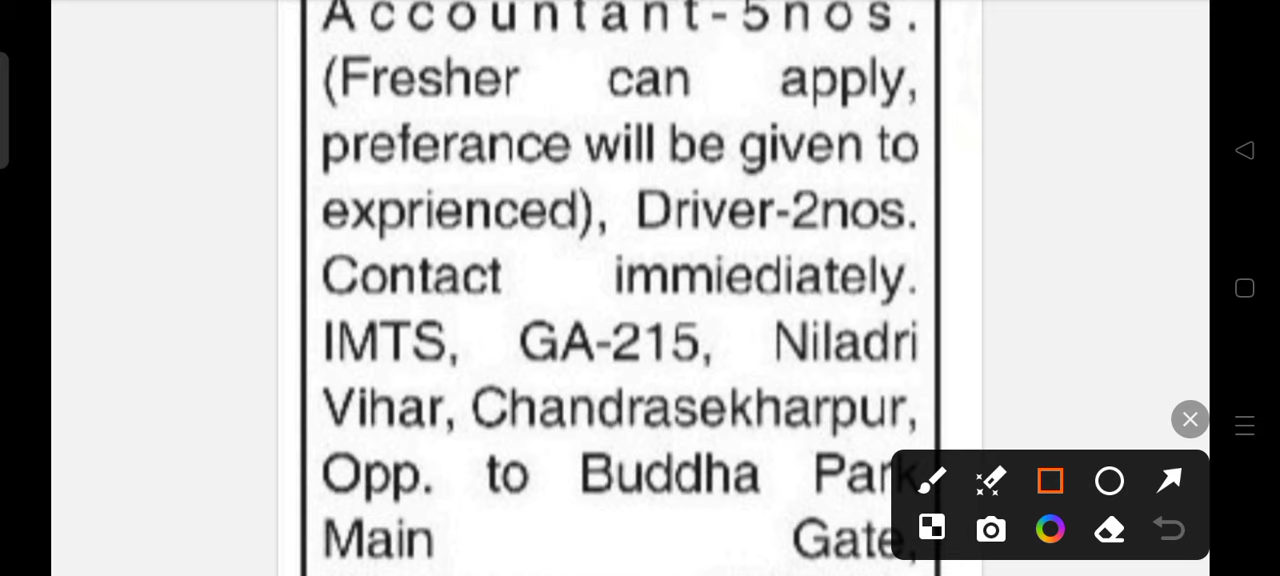 Accountant-5nos.
(Fresher can apply,
preferance will be given to
exprienced), Driver-2nos.
Contact immiediately.
IMTS, GA-215, Niladri
Vihar, Chandrasekharpur,
Opp. to Buddha Park
Main Gate,